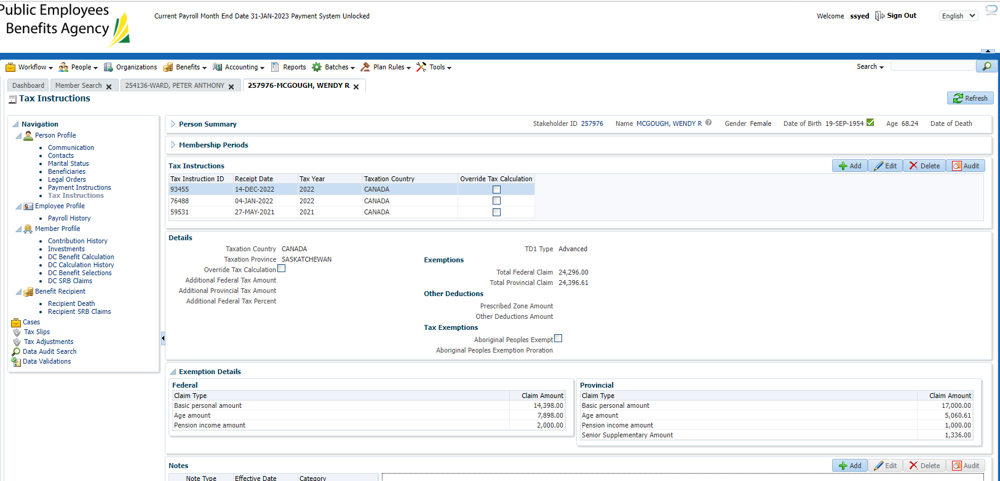 Public Employees
Benefits Agency
Current Payroll Month End Date 31-JAN-2023 Payment System Unlocked
Welcome ssyed Sign Out English
Workflow People Organizations Benefits Accounting Reports Batches Plan Rules Tools Search
Dashboard Member Search 254136-WARD, PETER ANTHONY 257976-MCGOUGH, WENDY R
Tax Instructions Refresh
Navigation
Person Profile
Communication
Contacts
Marital Status
Beneficiaries
Legal Orders
Payment Instructions
Tax Instructions
Employee Profile
Payroll History
Member Profile
Contribution History
Investments
DC Benefit Calculation
DC Calculation History
DC Benefit Selections
DC SRB Claims
Benefit Recipient
Recipient Death
Recipient SRB Claims
Cases
Tax Slips
Tax Adjustments
Data Audit Search
Data Validations
Person Summary Stakeholder ID 257976 Name MCGOUGH, WENDY R Gender Female Date of Birth 19-SEP-1954 Age 68.24 Date of Death
Membership Periods
Tax Instructions Add Edit Delete Audit
Tax Instruction ID Receipt Date Tax Year Taxation Country Override Tax Calculation
93455 14-DEC-2022 2022 CANADA
76488 04-JAN-2022 2022 CANADA
59531 27-MAY-2021 2021 CANADA
Details
Taxation Country CANADA
Taxation Province SASKATCHEWAN
Override Tax Calculation
Additional Federal Tax Amount
Additional Provincial Tax Amount
Additional Federal Tax Percent
TD1 Type Advanced
Exemptions
Total Federal Claim 24,296.00
Total Provincial Claim 24,396.61
Other Deductions
Prescribed Zone Amount
Other Deductions Amount
Tax Exemptions
Aboriginal Peoples Exempt
Aboriginal Peoples Exemption Proration
Exemption Details
Federal
Claim Type Claim Amount
Basic personal amount 14,398.00
Age amount 7,898.00
Pension income amount 2,000.00
Provincial
Claim Type Claim Amount
Basic personal amount 17,000.00
Age amount 5,060.61
Pension income amount 1,000.00
Senior Supplementary Amount 1,336.00
Notes Add Edit Delete Audit
Note Type Effective Date Category